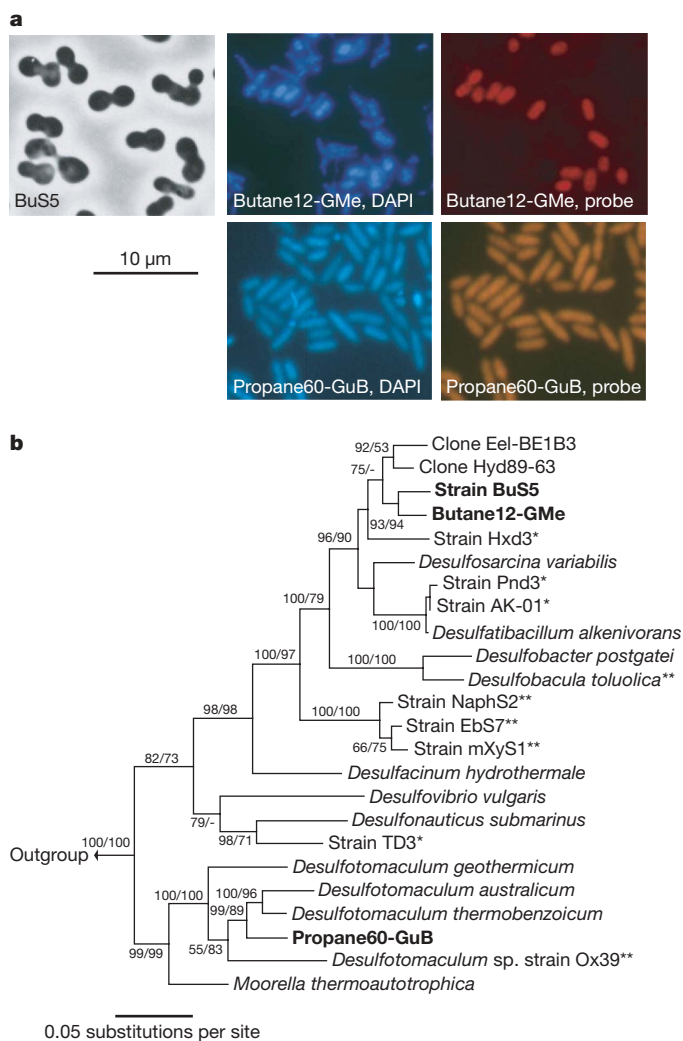 a
BuS5
Butane12-GMe, DAPI
Butane12-GMe, probe
10 µm
Propane60-GuB, DAPI
Propane60-GuB, probe
b
92/53
Clone Eel-BE1B3
75/-
Clone Hyd89-63
Strain BuS5
Butane12-GMe
93/94
96/90
Strain Hxd3*
Desulfosarcina variabilis
100/79
Strain Pnd3*
Strain AK-01*
100/100
Desulfatibacillum alkenivorans
100/97
100/100
Desulfobacter postgatei
Desulfobacula toluolica**
98/98
100/100
Strain NaphS2**
Strain EbS7**
66/75
Strain mXyS1**
82/73
Desulfacinum hydrothermale
Desulfovibrio vulgaris
79/-
Desulfonauticus submarinus
98/71
Strain TD3*
100/100
Outgroup
Desulfotomaculum geothermicum
100/100
100/96
Desulfotomaculum australicum
99/89
Desulfotomaculum thermobenzoicum
Propane60-GuB
99/99
55/83
Desulfotomaculum sp. strain Ox39**
Moorella thermoautotrophica
0.05 substitutions per site